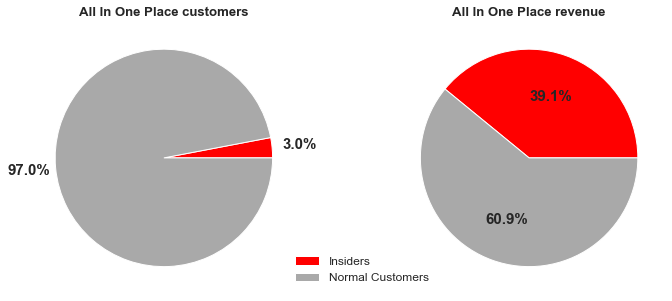 All In One Place customers
3.0%
97.0%
All In One Place revenue
39.1%
60.9%
Insiders
Normal Customers